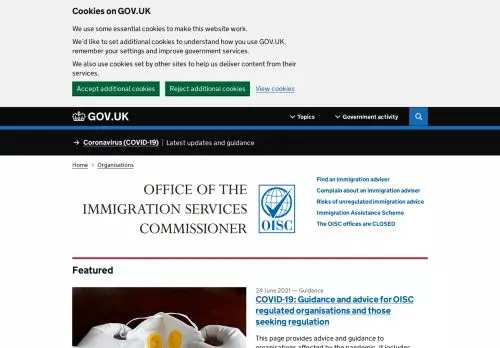 Cookies on GOV.UK
We use some essential cookies to make this website work.
We'd like to set additional cookies to understand how you use GOV.UK,
remember your settings and improve government services.
We also use cookies set by other sites to help us deliver content from their
services.
Accept additional cookies
Reject additional cookies
View cookies
GOV.UK
Topics
Government activity
Coronavirus (COVID-19)
Latest updates and guidance
Home
Organisations
OFFICE OF THE
IMMIGRATION SERVICES
COMMISSIONER
OISC
Find an immigration adviser
Complain about an immigration adviser
Risks of unregulated immigration advice
Immigration Assistance Scheme
The OISC offices are CLOSED
Featured
24 June 2021 — Guidance
COVID-19: Guidance and advice for OISC
regulated organisations and those
seeking regulation
This page provides advice and guidance to
organisations affected by the pandemic. It includes